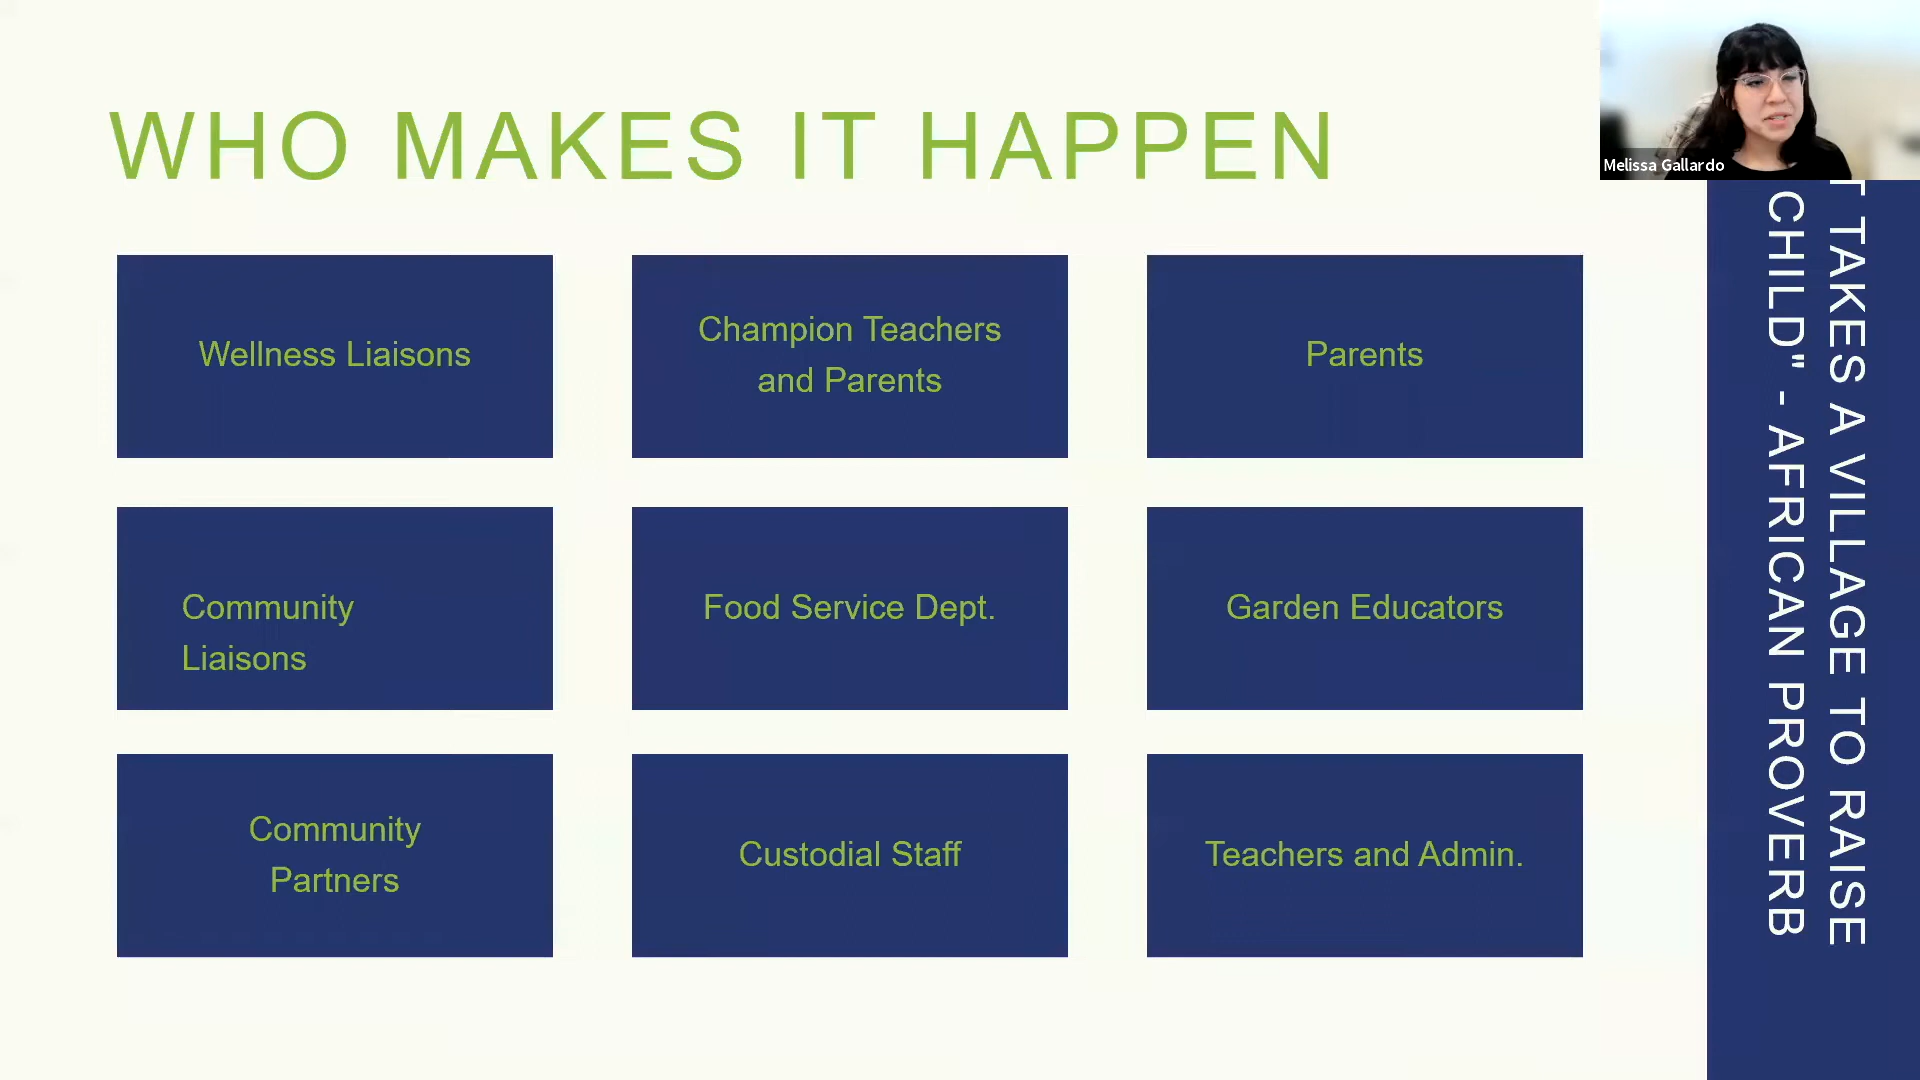 WHO MAKES IT HAPPEN
Melissa Gallardo
Wellness Liaisons
Champion Teachers
and Parents
Parents
Community
Liaisons
Food Service Dept.
Garden Educators
Community
Partners
Custodial Staff
Teachers and Admin.
T TAKES A VILLAGE TO RAISE
CHILD" - AFRICAN PROVERB